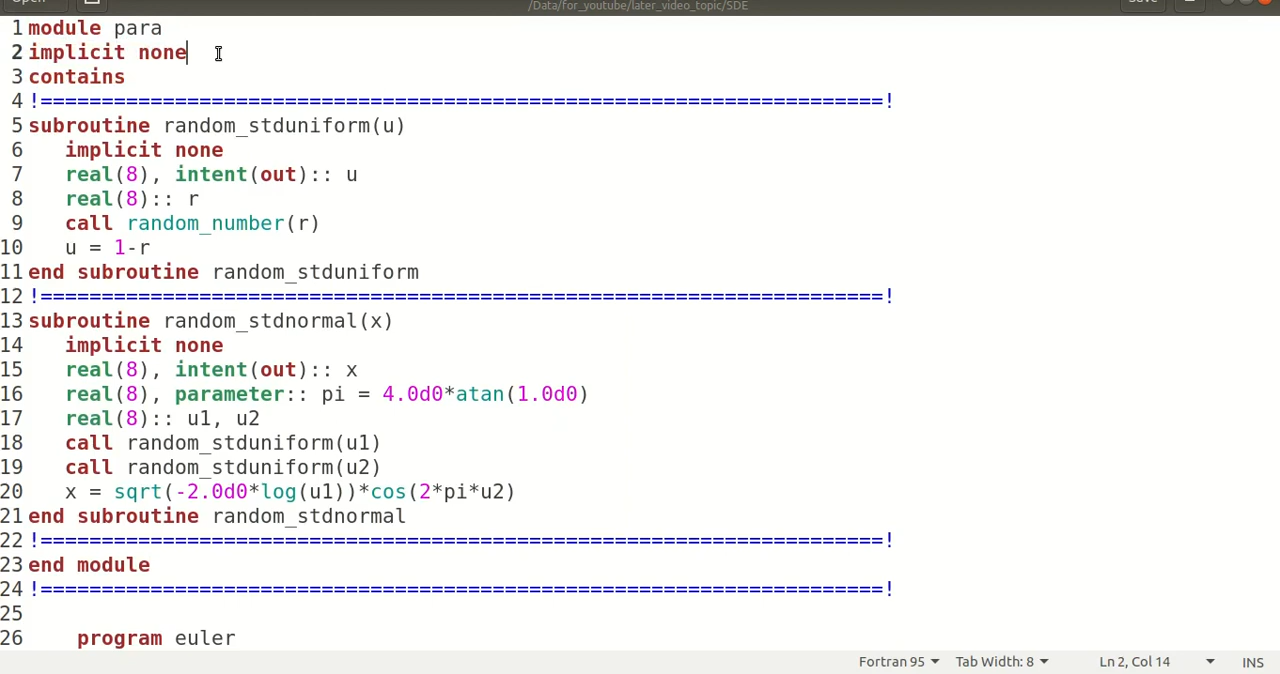 Open
/Data/for_youtube/later_video_topic/SDE
Save
1 module para
2 implicit none
3 contains
4 !=====================================================================!
5 subroutine random_stduniform(u)
6    implicit none
7    real(8), intent(out):: u
8    real(8):: r
9    call random_number(r)
10    u = 1-r
11 end subroutine random_stduniform
12 !=====================================================================!
13 subroutine random_stdnormal(x)
14    implicit none
15    real(8), intent(out):: x
16    real(8), parameter:: pi = 4.0d0*atan(1.0d0)
17    real(8):: u1, u2
18    call random_stduniform(u1)
19    call random_stduniform(u2)
20    x = sqrt(-2.0d0*log(u1))*cos(2*pi*u2)
21 end subroutine random_stdnormal
22 !=====================================================================!
23 end module
24 !=====================================================================!
25
26     program euler
Fortran 95 Tab Width: 8 Ln 2, Col 14 INS